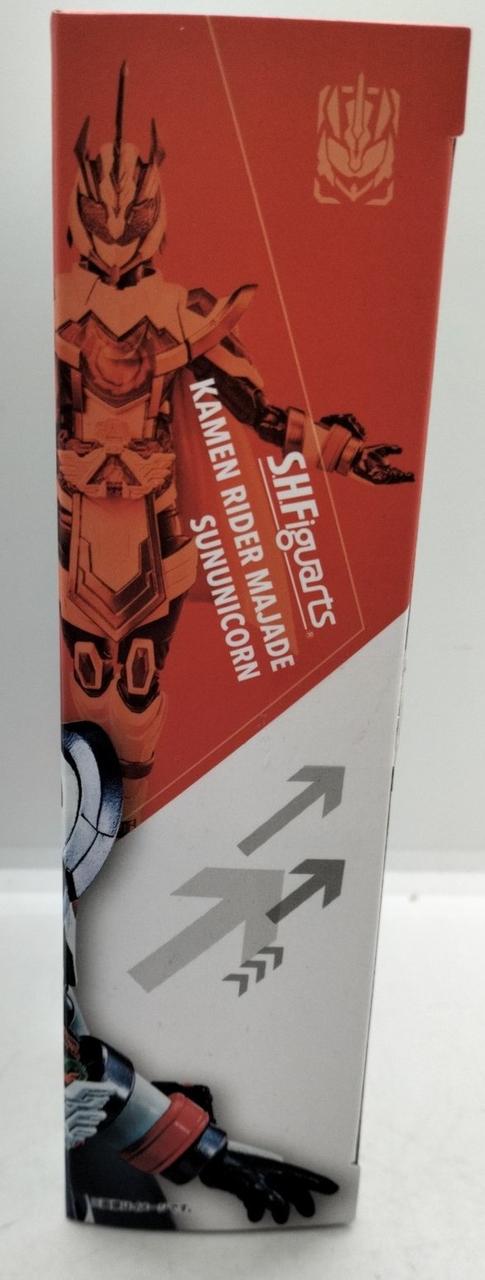 S.H.Figuarts®
KAMEN RIDER MAJADE
SUNUNICORN